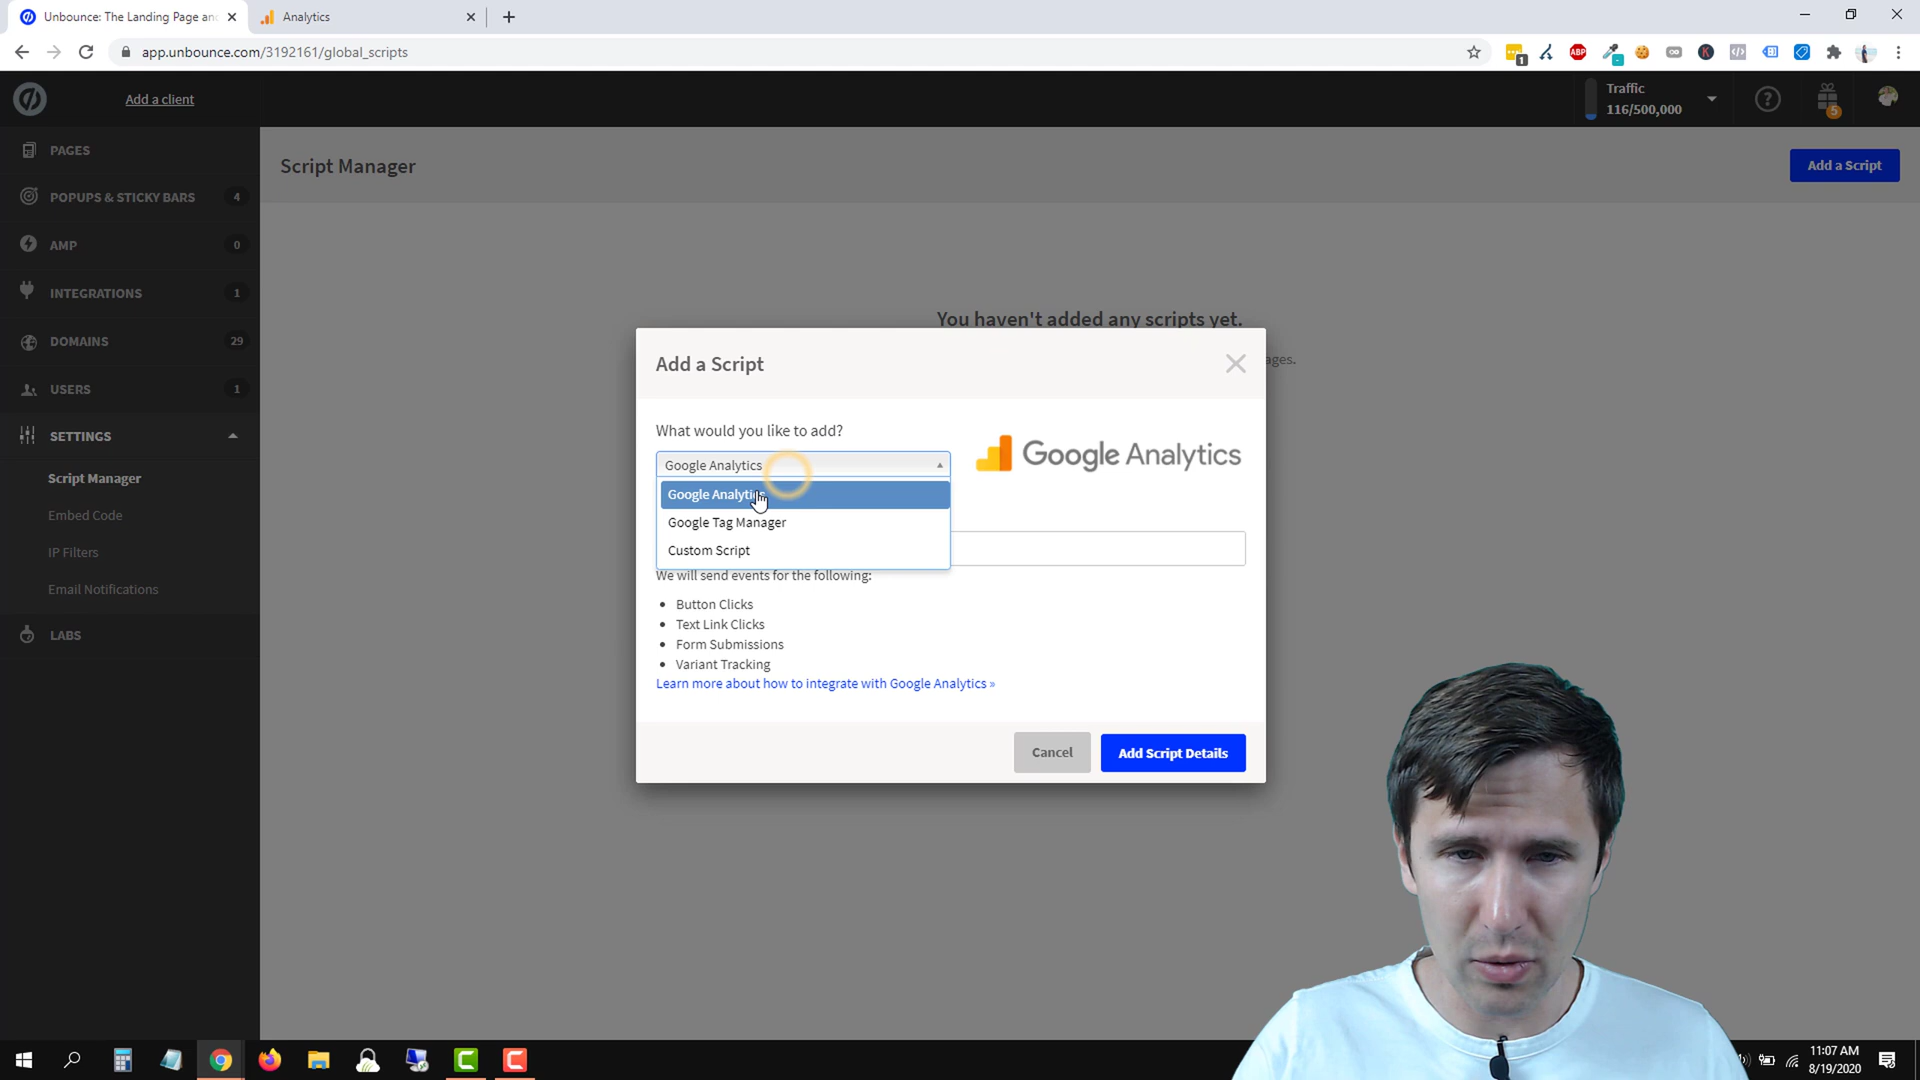 Unbounce: The Landing Page an
Analytics
app.unbounce.com/3192161/global_scripts
1
ABP
K
Add a client
Traffic
116/500,000
5
PAGES
Script Manager
Add a Script
POPUPS & STICKY BARS
4
AMP
0
INTEGRATIONS
1
You haven't added any scripts yet.
DOMAINS
29
ages.
Add a Script
USERS
1
What would you like to add?
SETTINGS
Google Analytics
Google Analytics
Script Manager
Google Analytics
Embed Code
Google Tag Manager
IP Filters
Custom Script
We will send events for the following:
Email Notifications
Button Clicks
Text Link Clicks
LABS
Form Submissions
Variant Tracking
Learn more about how to integrate with Google Analytics »
Cancel
Add Script Details
11:07 AM
8/19/2020